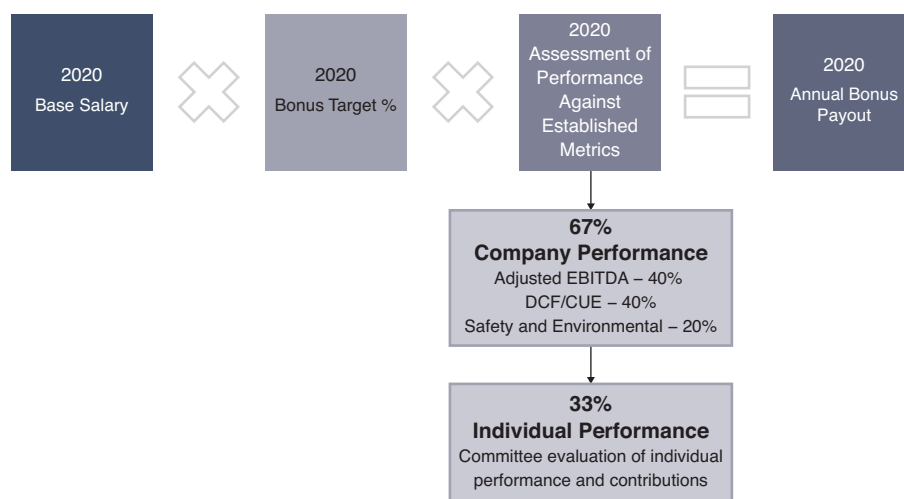 2020
Base Salary
2020
Bonus Target %
2020
Assessment of
Performance
Against
Established
Metrics
2020
Annual Bonus
Payout
67%
Company Performance
Adjusted EBITDA – 40%
DCF/CUE – 40%
Safety and Environmental – 20%
33%
Individual Performance
Committee evaluation of individual
performance and contributions